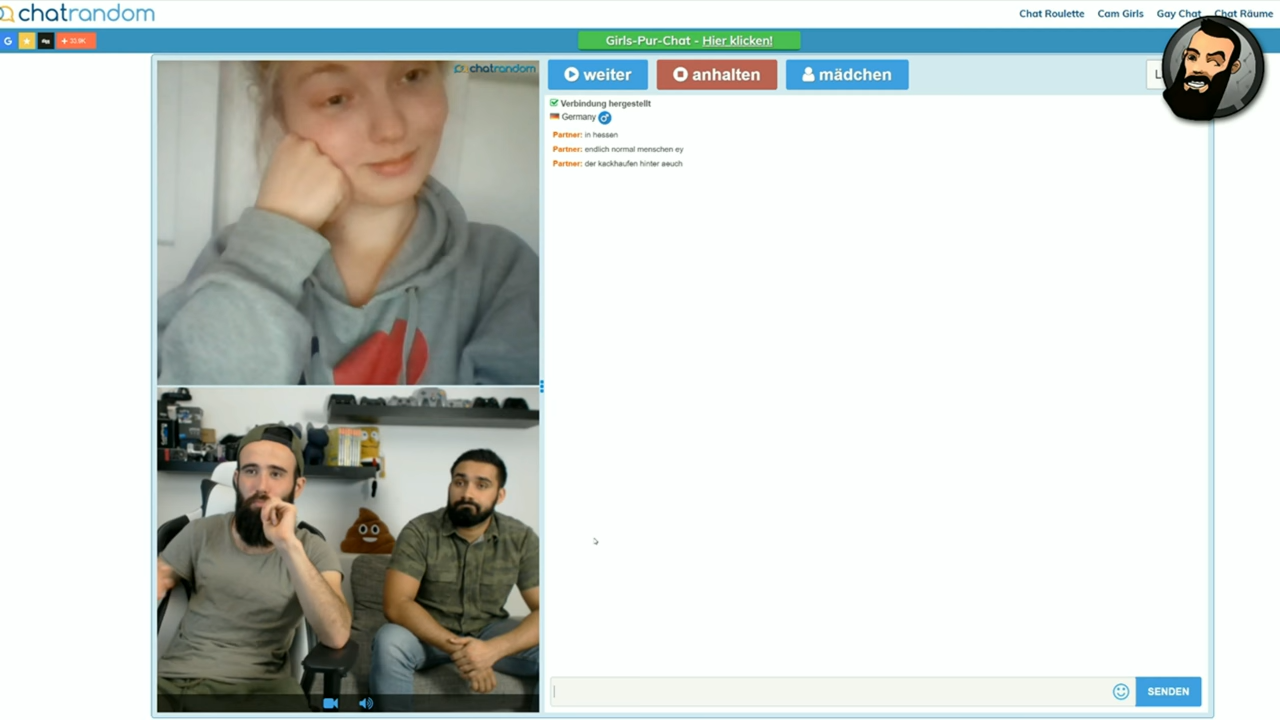 chatrandom
Chat Roulette
Cam Girls
Gay Chat
Chat Räume
G
33.9K
Girls-Pur-Chat - Hier klicken!
chatrandom
weiter
anhalten
mädchen
L
Verbindung hergestellt
Germany
Partner: in hessen
Partner: endlich normal menschen ey
Partner: der kackhaufen hinter aeuch
SENDEN